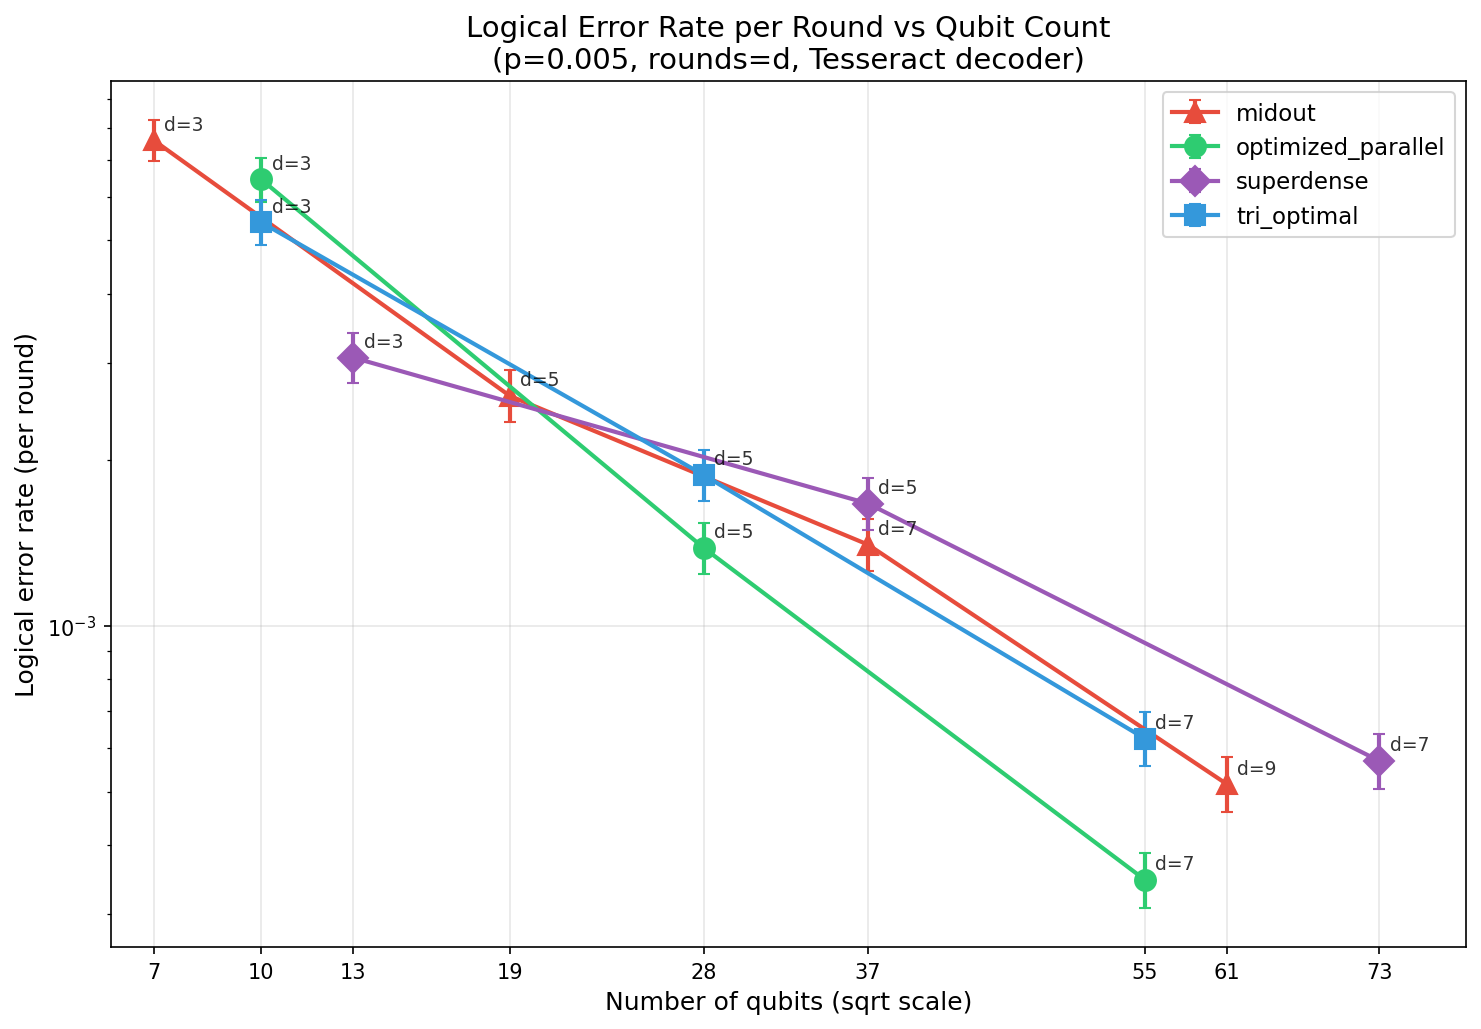 Logical Error Rate per Round vs Qubit Count
(p=0.005, rounds=d, Tesseract decoder)
midout
optimized_parallel
superdense
tri_optimal
d=3
d=3
d=3
d=3
d=5
d=5
d=5
d=5
d=7
d=7
d=9
d=7
d=7
Logical error rate (per round)
10⁻³
7 10 13 19 28 37 55 61 73
Number of qubits (sqrt scale)